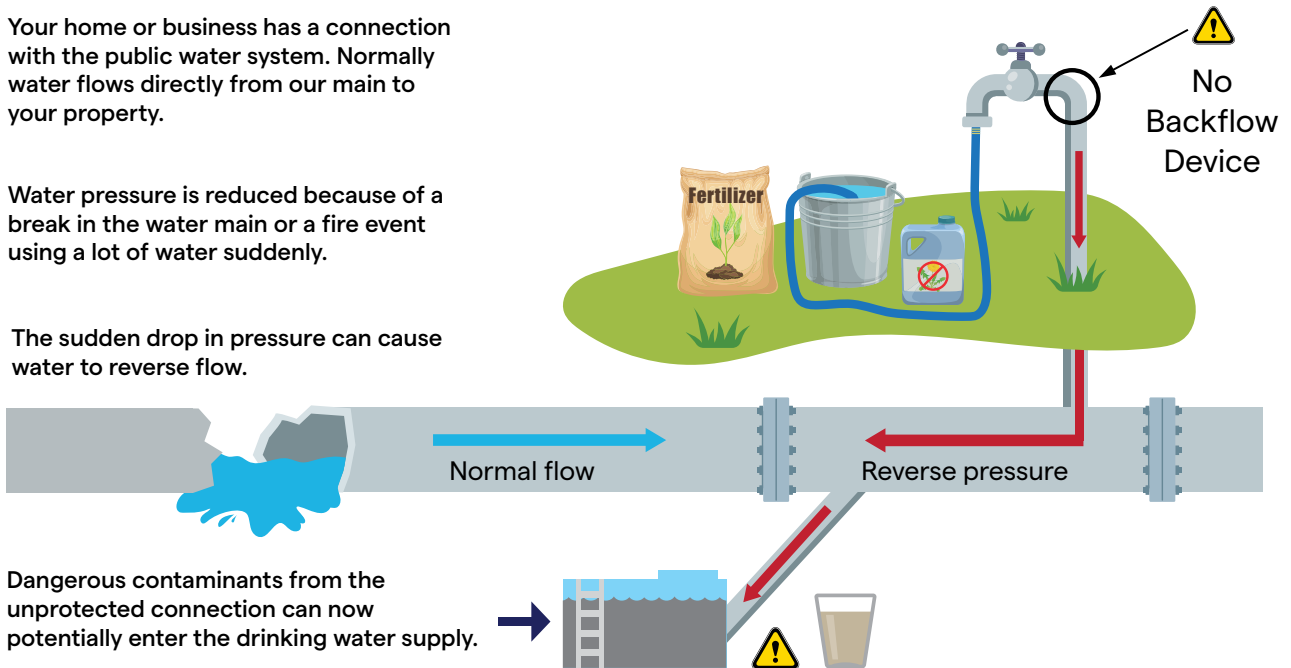 Your home or business has a connection
with the public water system. Normally
water flows directly from our main to
your property.
No
Backflow
Device
Water pressure is reduced because of a
break in the water main or a fire event
using a lot of water suddenly.
Fertilizer
The sudden drop in pressure can cause
water to reverse flow.
Normal flow
Reverse pressure
Dangerous contaminants from the
unprotected connection can now
potentially enter the drinking water supply.